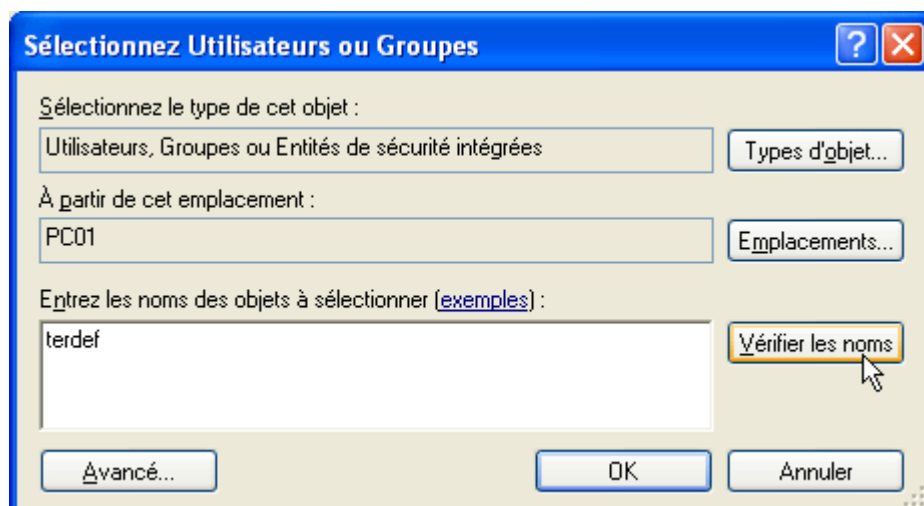 Sélectionnez Utilisateurs ou Groupes
Sélectionnez le type de cet objet :
Utilisateurs, Groupes ou Entités de sécurité intégrées
Types d'objet...
À partir de cet emplacement :
PC01
Emplacements...
Entrez les noms des objets à sélectionner (exemples) :
terdef
Vérifier les noms
Avancé...
OK
Annuler